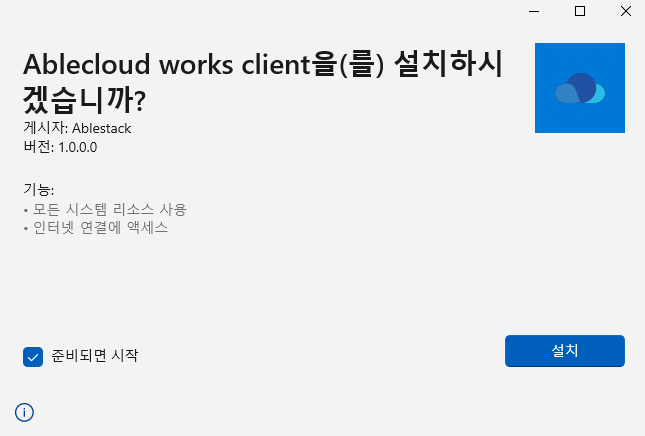 Ablecloud works client을(를) 설치하시
겠습니까?
게시자: Ablestack
버전: 1.0.0.0
기능:
• 모든 시스템 리소스 사용
• 인터넷 연결에 액세스
준비되면 시작
설치